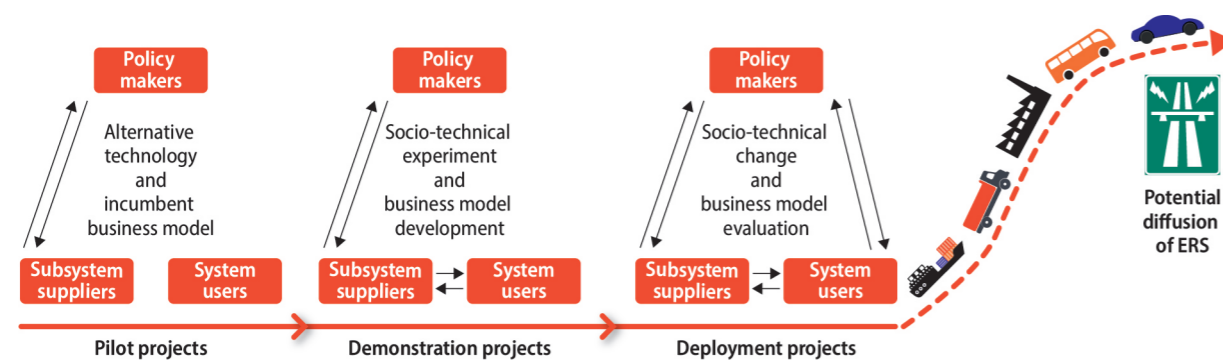 Policy
makers
Alternative
technology
and
incumbent
business model
Subsystem
suppliers
System
users
Pilot projects
Policy
makers
Socio-technical
experiment
and
business model
development
Subsystem
suppliers
System
users
Demonstration projects
Policy
makers
Socio-technical
change
and
business model
evaluation
Subsystem
suppliers
System
users
Deployment projects
Potential
diffusion
of ERS